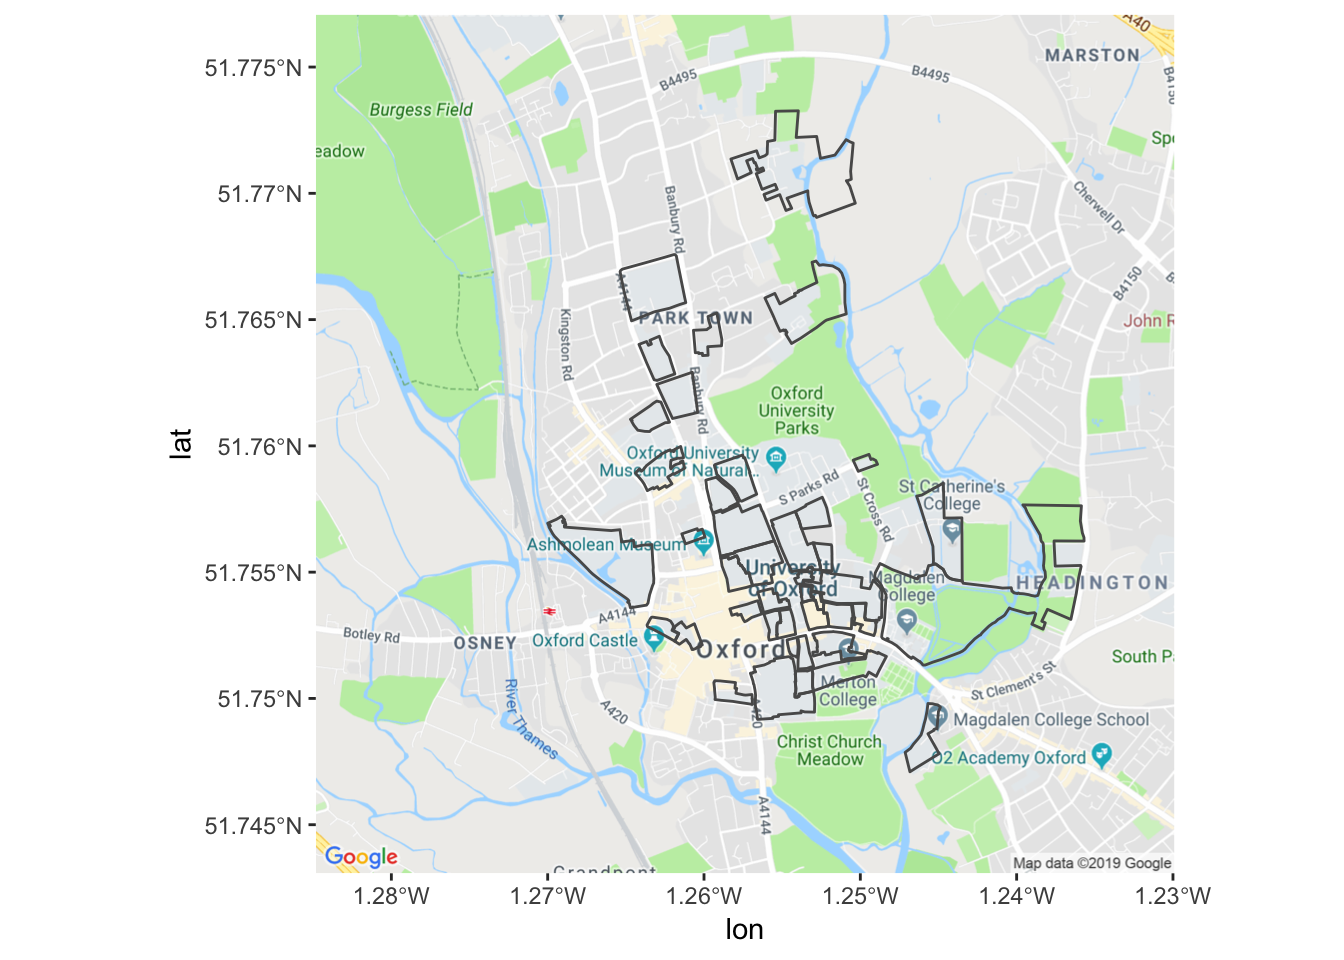 A40
51.775°N
MARSTON
B4495
B4495
Burgess Field
eadow
51.77°N
Banbury Rd
Cherwell Dr
B4150
A4144
51.765°N
PARK TOWN
John R
Kingston Rd
Banbury Rd
Oxford
University
Parks
51.76°N
lat
Oxford University
Museum of Natural...
S Parks Rd
St Cross Rd
St Catherine's
College
Ashmolean Museum
51.755°N
University
of Oxford
Magdalen
College
HEADINGTON
A4144
Botley Rd
OSNEY
Oxford Castle
Oxford
South P
Merton
College
St Clement's St
51.75°N
River Thames
A420
A420
Magdalen College School
Christ Church
Meadow
O2 Academy Oxford
51.745°N
A4144
Google
Grandpont
Map data ©2019 Google
1.28°W
1.27°W
1.26°W
1.25°W
1.24°W
1.23°W
lon